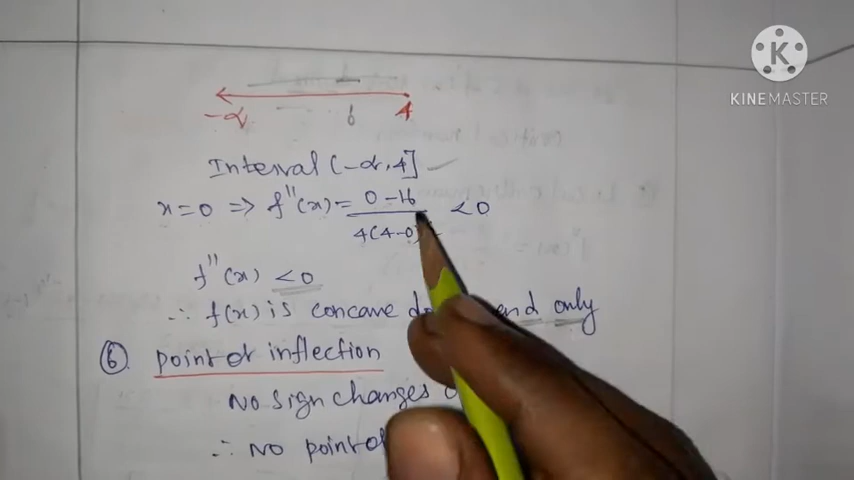 K
KINEMASTER
-α 0 4
Interval (-α, 4]
x=0 => f''(x) = 0-16 / 4(4-0) <0
f''(x) <0
∴ f(x) is concave only
⑥ point of inflection
No sign changes
∴ No point of